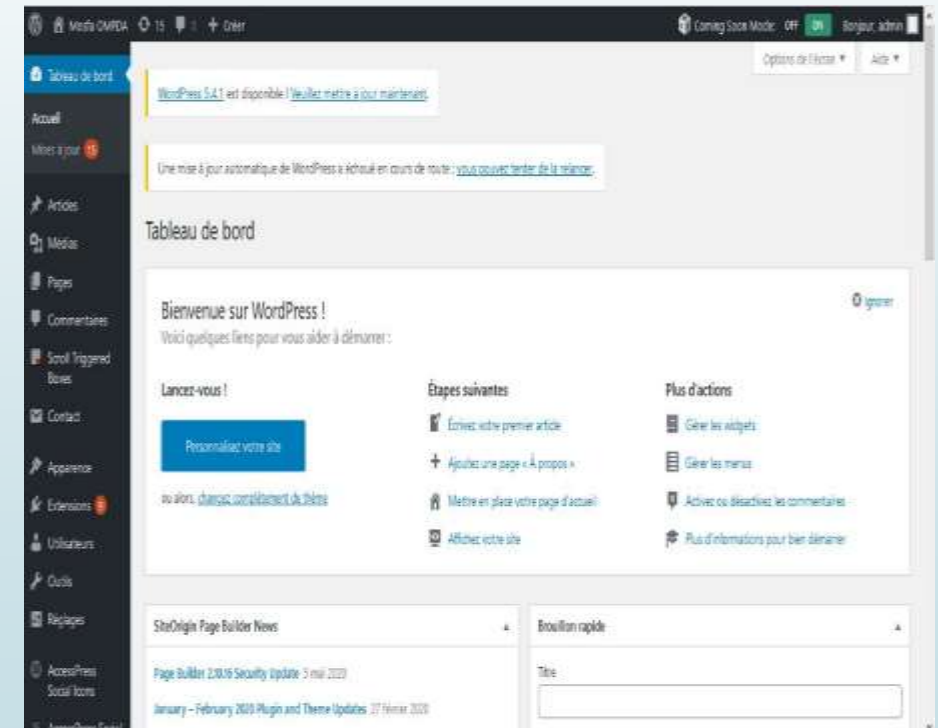 Mosfa OMPDA 15 + Créer Coming Soon Mode: OFF ON Bonjour, admin
Options de l'écran ▼ Aide ▼
Tableau de bord
Accueil
Mises à jour 15
Articles
Médias
Pages
Commentaires
Scroll Triggered
Boxes
Contact
Apparence
Extensions
Utilisateurs
Outils
Réglages
AccessPress
Social Icons
AccessPress Social
WordPress 5.4.1 est disponible ! Veuillez mettre à jour maintenant.
Une mise à jour automatique de WordPress a échoué en cours de route : vous pouvez tenter de la relancer.
Tableau de bord
Bienvenue sur WordPress !
Ignorer
Voici quelques liens pour vous aider à démarrer :
Lancez-vous !
Personnalisez votre site
ou alors, changez complètement de thème
Étapes suivantes
Écrivez votre premier article
Ajoutez une page « À propos »
Mettre en place votre page d'accueil
Affichez votre site
Plus d'actions
Gérer les widgets
Gérer les menus
Activez ou désactivez les commentaires
Plus d'informations pour bien démarrer
SiteOrigin Page Builder News
Page Builder 2.10.16 Security Update 5 mai 2020
January – February 2020 Plugin and Theme Updates 27 février 2020
Brouillon rapide
Titre